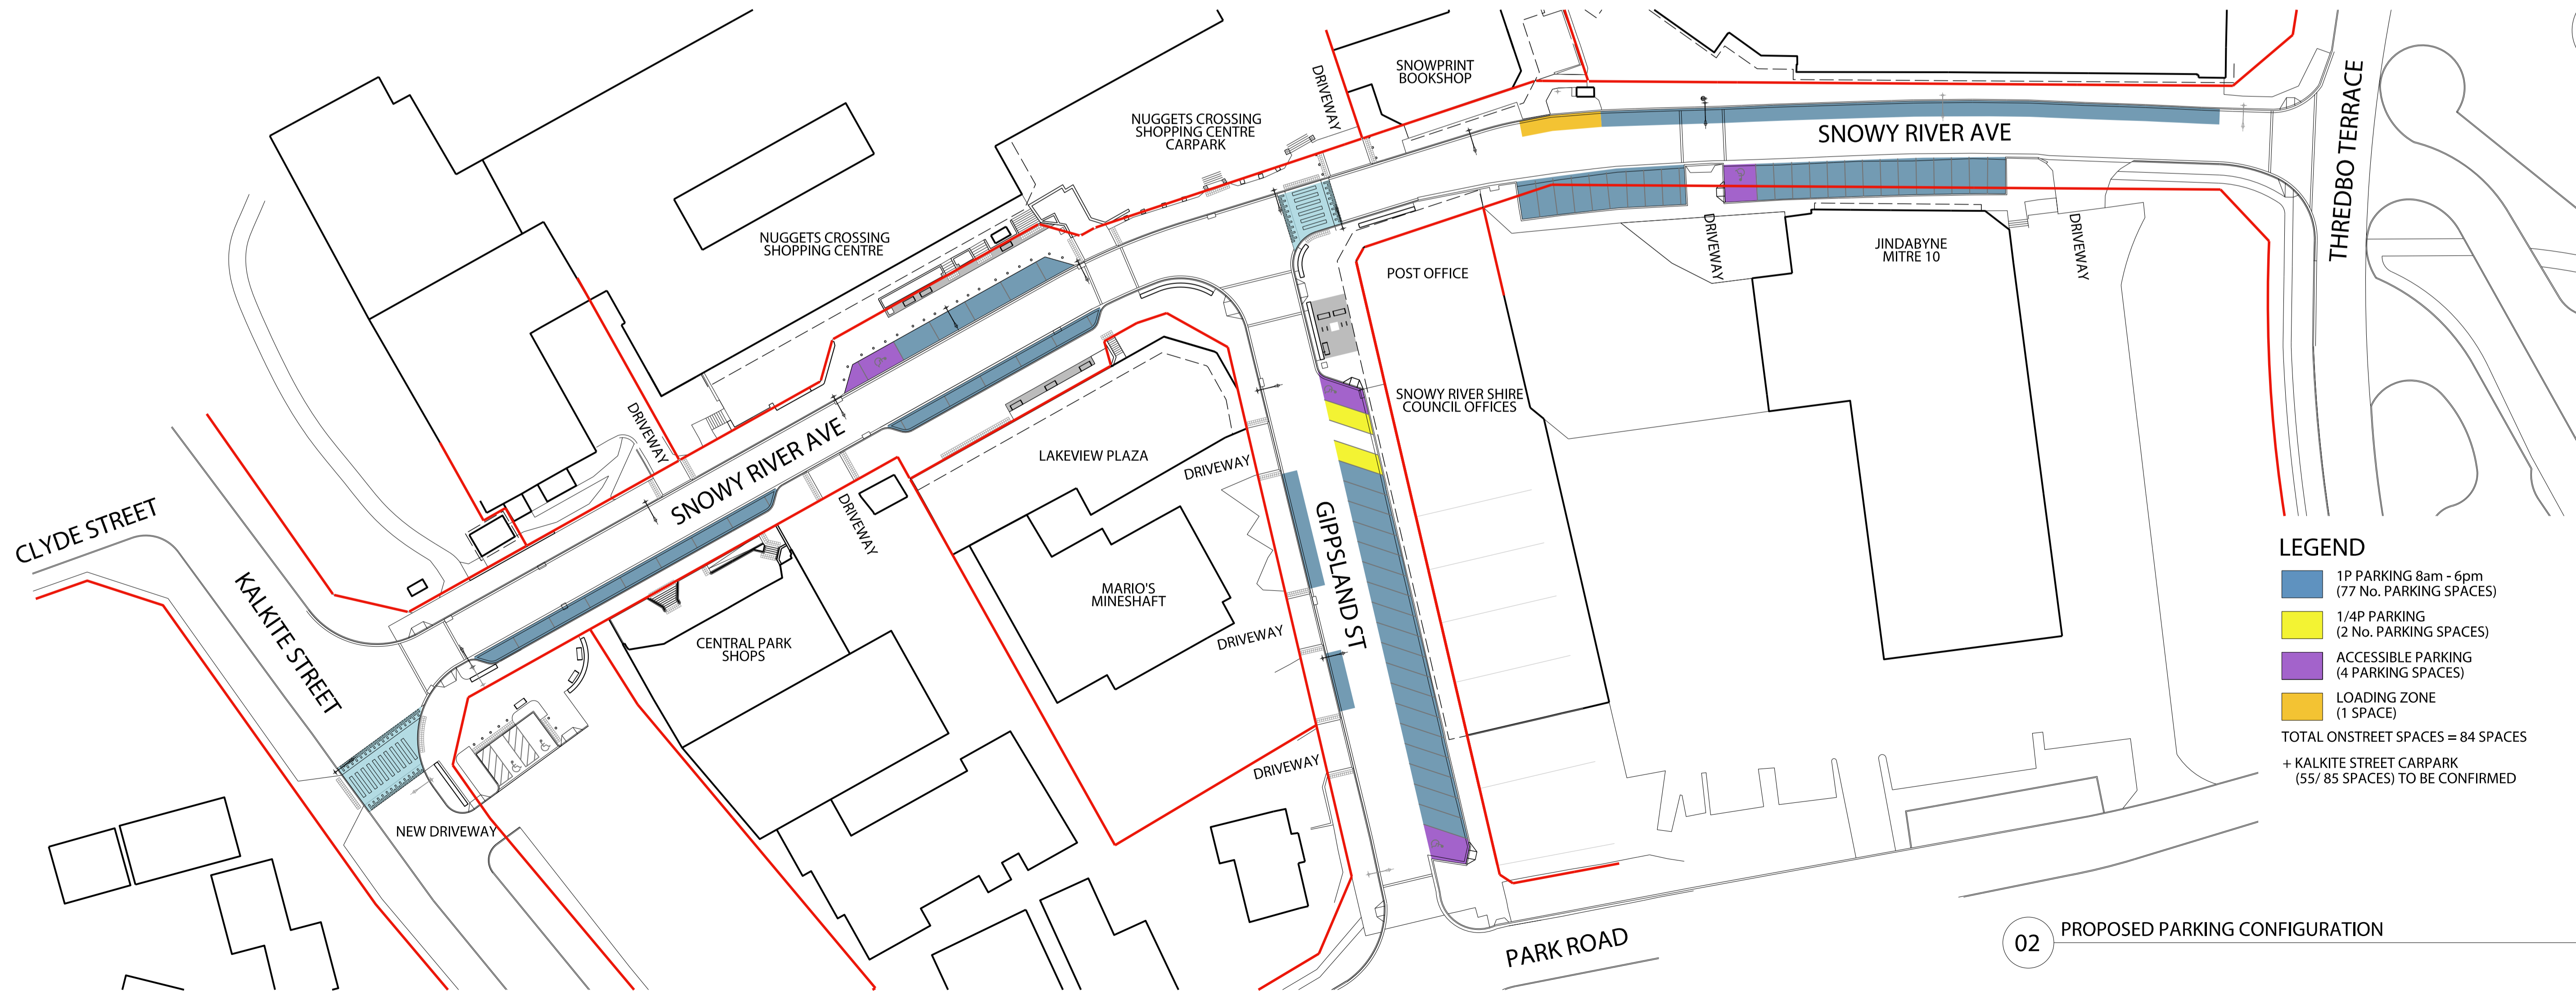 SNOWPRINT
BOOKSHOP
DRIVEWAY
NUGGETS CROSSING
SHOPPING CENTRE
CARPARK
SNOWY RIVER AVE
THREDBO TERRACE
NUGGETS CROSSING
SHOPPING CENTRE
POST OFFICE
DRIVEWAY
JINDABYNE
MITRE 10
DRIVEWAY
SNOWY RIVER SHIRE
COUNCIL OFFICES
DRIVEWAY
SNOWY RIVER AVE
LAKEVIEW PLAZA
DRIVEWAY
DRIVEWAY
CLYDE STREET
KALKITE STREET
GIPPSLAND ST
MARIO'S
MINESHAFT
CENTRAL PARK
SHOPS
DRIVEWAY
DRIVEWAY
NEW DRIVEWAY
PARK ROAD
LEGEND
1P PARKING 8am - 6pm
(77 No. PARKING SPACES)
1/4P PARKING
(2 No. PARKING SPACES)
ACCESSIBLE PARKING
(4 PARKING SPACES)
LOADING ZONE
(1 SPACE)
TOTAL ONSTREET SPACES = 84 SPACES
+ KALKITE STREET CARPARK
(55/ 85 SPACES) TO BE CONFIRMED
02
PROPOSED PARKING CONFIGURATION